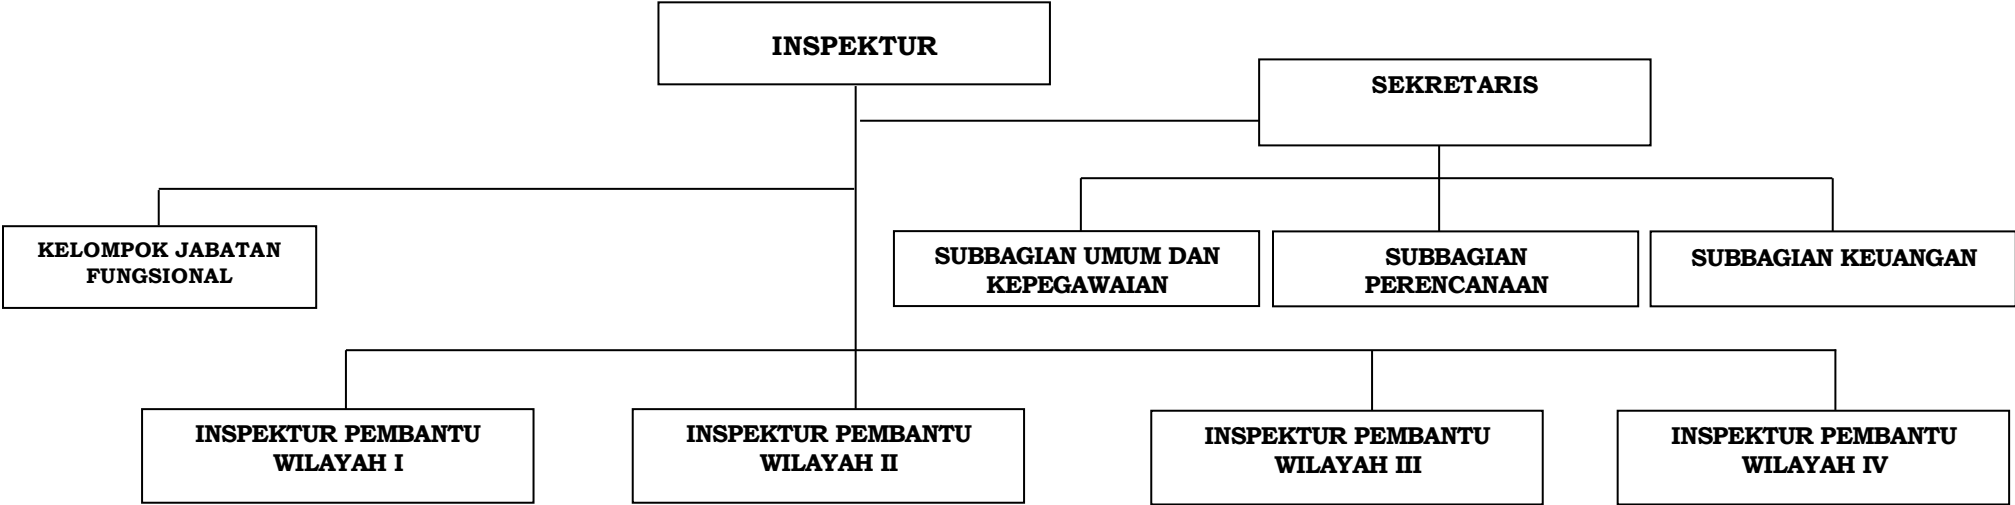 INSPEKTUR
SEKRETARIS
KELOMPOK JABATAN
FUNGSIONAL
SUBBAGIAN UMUM DAN
KEPEGAWAIAN
SUBBAGIAN
PERENCANAAN
SUBBAGIAN KEUANGAN
INSPEKTUR PEMBANTU
WILAYAH I
INSPEKTUR PEMBANTU
WILAYAH II
INSPEKTUR PEMBANTU
WILAYAH III
INSPEKTUR PEMBANTU
WILAYAH IV